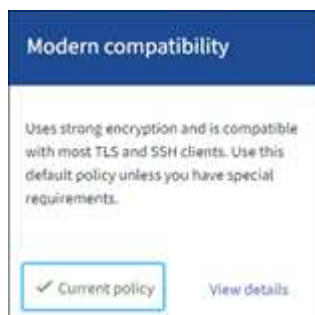 Modern compatibility
Uses strong encryption and is compatible
with most TLS and SSH clients. Use this
default policy unless you have special
requirements.
✓ Current policy
View details